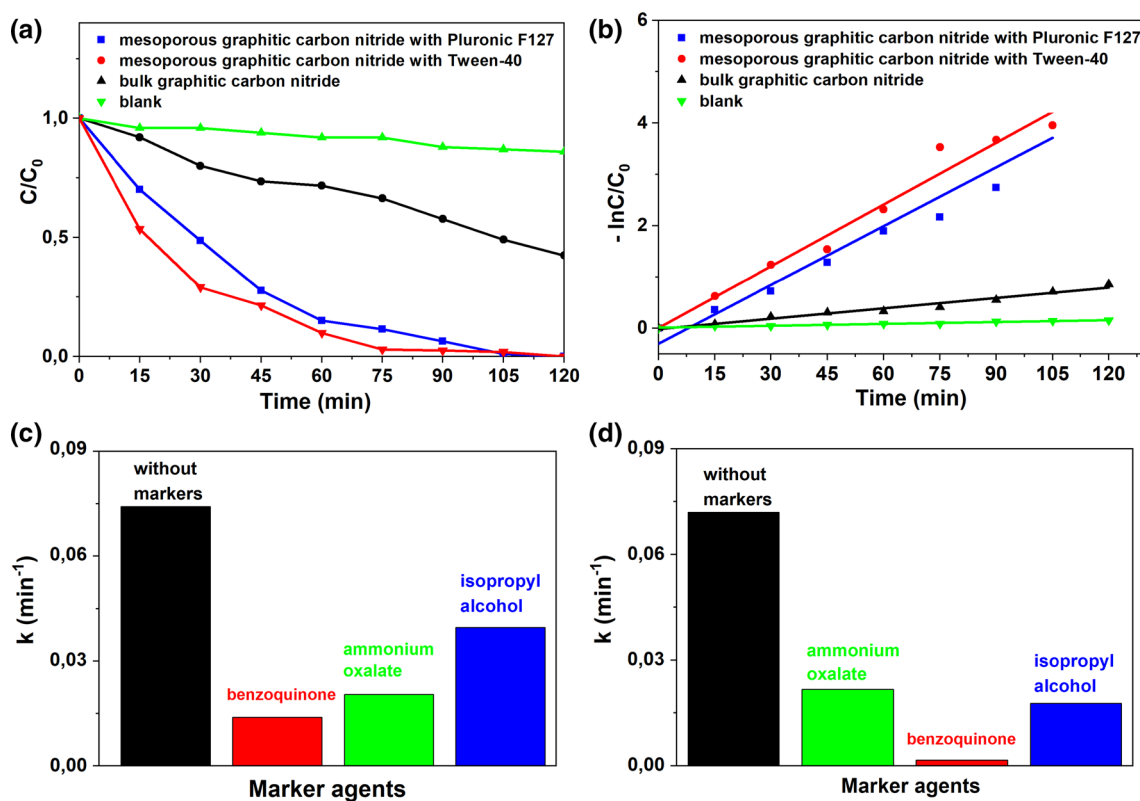 (a)
mesoporous graphitic carbon nitride with Pluronic F127
mesoporous graphitic carbon nitride with Tween-40
bulk graphitic carbon nitride
blank
1,0
0,5
0,0
C/C₀
0 15 30 45 60 75 90 105 120
Time (min)
(b)
mesoporous graphitic carbon nitride with Pluronic F127
mesoporous graphitic carbon nitride with Tween-40
bulk graphitic carbon nitride
blank
6
4
2
0
- lnC/C₀
0 15 30 45 60 75 90 105 120
Time (min)
(c)
0,09
0,06
0,03
0,00
k (min⁻¹)
without
markers
benzoquinone
ammonium
oxalate
isopropyl
alcohol
Marker agents
(d)
0,09
0,06
0,03
0,00
k (min⁻¹)
without
markers
ammonium
oxalate
benzoquinone
isopropyl
alcohol
Marker agents